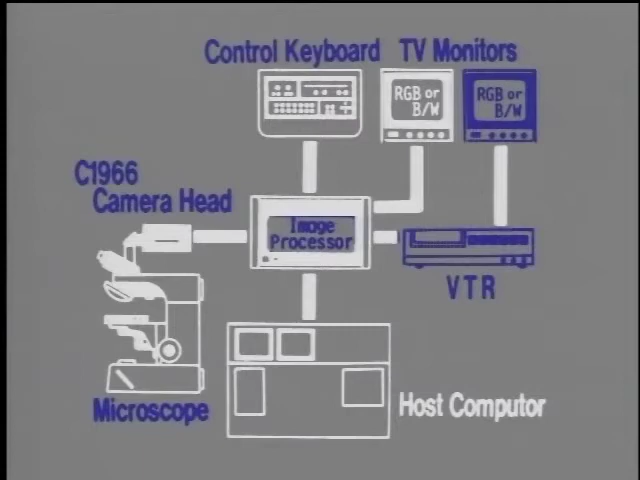 Control Keyboard
TV Monitors
RGB or
B/W
RGB or
B/W
C1966
Camera Head
Image
Processor
VTR
Microscope
Host Computor